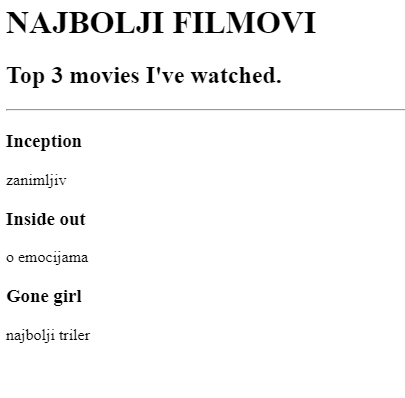 NAJBOLJI FILMOVI
Top 3 movies I've watched.
Inception
zanimljiv
Inside out
o emocijama
Gone girl
najbolji triler